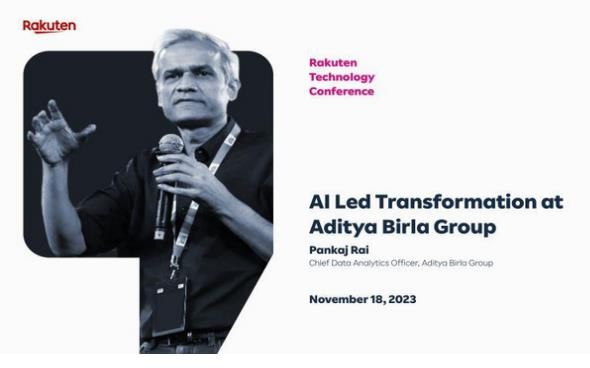 Rakuten
Rakuten
Technology
Conference
AI Led Transformation at
Aditya Birla Group
Pankaj Rai
Chief Data Analytics Officer, Aditya Birla Group
November 18, 2023